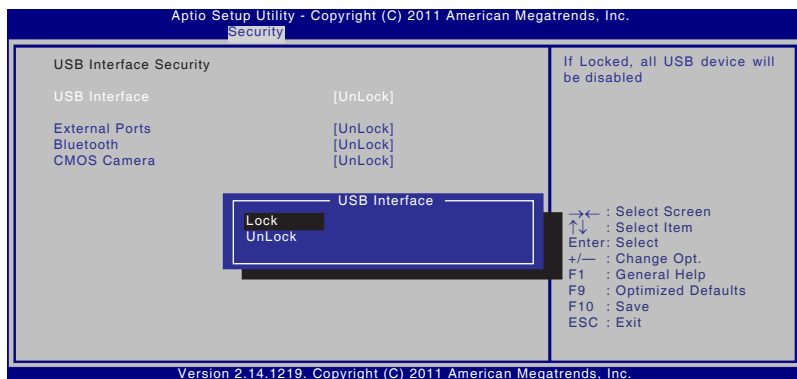 Aptio Setup Utility - Copyright (C) 2011 American Megatrends, Inc.
Security
USB Interface Security
USB Interface [UnLock]
External Ports [UnLock]
Bluetooth [UnLock]
CMOS Camera [UnLock]
USB Interface
Lock
UnLock
If Locked, all USB device will
be disabled
→← : Select Screen
↑↓ : Select Item
Enter: Select
+/— : Change Opt.
F1 : General Help
F9 : Optimized Defaults
F10 : Save
ESC : Exit
Version 2.14.1219. Copyright (C) 2011 American Megatrends, Inc.